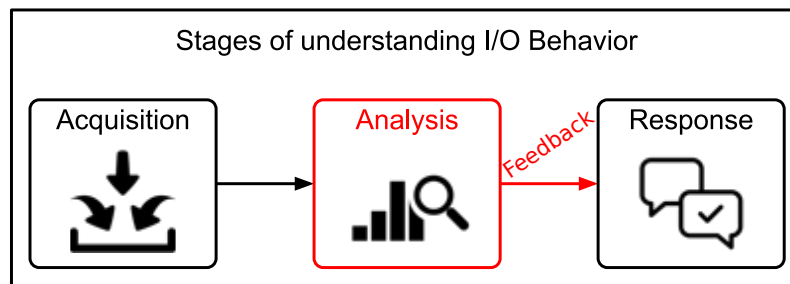 Stages of understanding I/O Behavior
Acquisition
Analysis
Feedback
Response